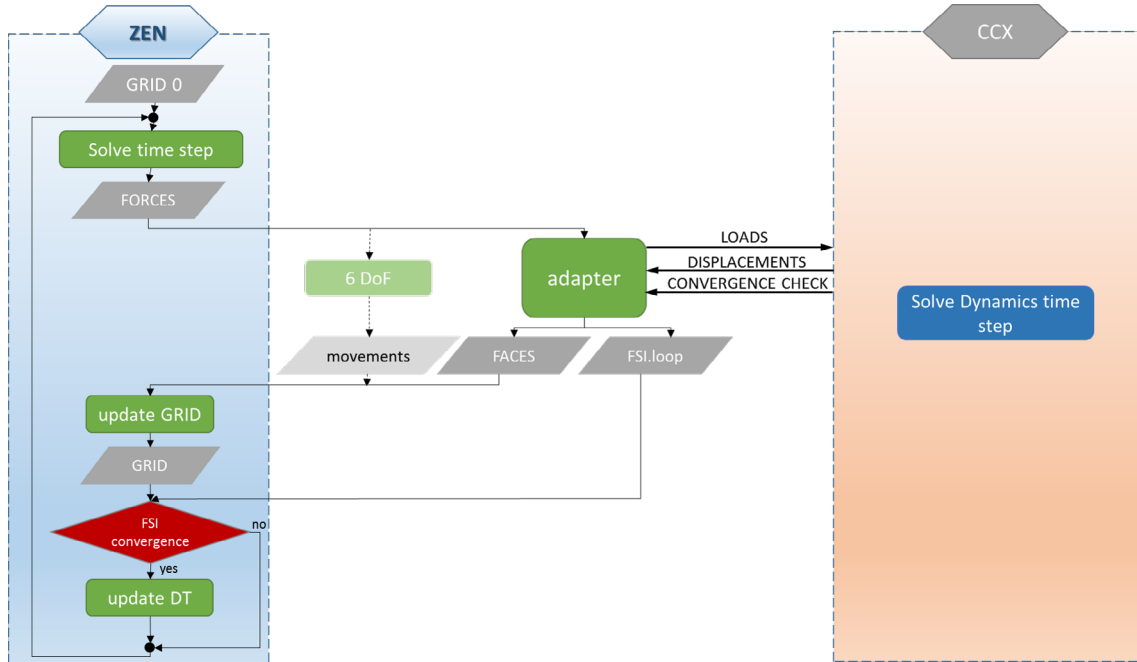 ZEN
CCX
GRID 0
Solve time step
FORCES
LOADS
DISPLACEMENTS
CONVERGENCE CHECK
adapter
6 DoF
Solve Dynamics time
step
movements
FACES
FSI.loop
update GRID
GRID
FSI
convergence
no
yes
update DT